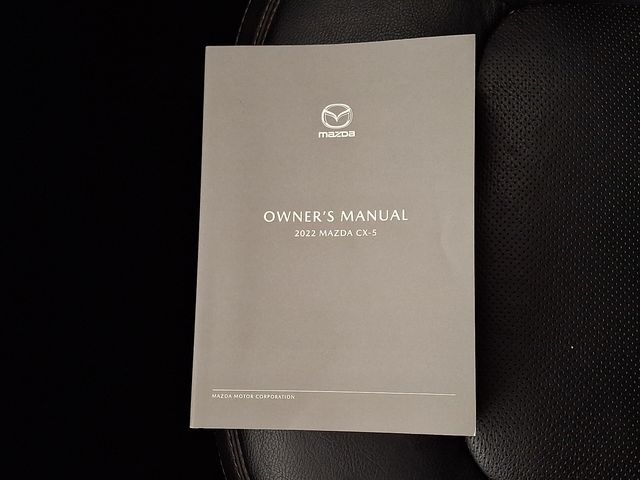 mazda
OWNER'S MANUAL
2022 MAZDA CX-5
MAZDA MOTOR CORPORATION